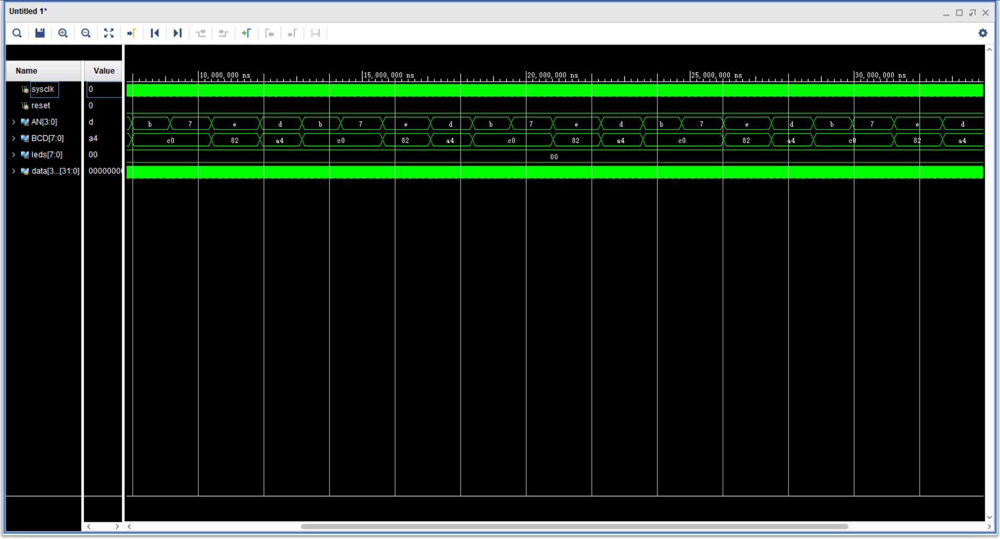 Untitled 1*
Name Value
10,000,000 ns 15,000,000 ns 20,000,000 ns 25,000,000 ns 30,000,000 ns
sysclk 0
reset 0
AN[3:0] d b 7 e d b 7 e d b 7 e d b 7 e d b 7 e d
BCD[7:0] a4 c0 82 a4 c0 82 a4 c0 82 a4 c0 82 a4 c0 82 a4
leds[7:0] 00 00
data[3...[31:0] 0000000